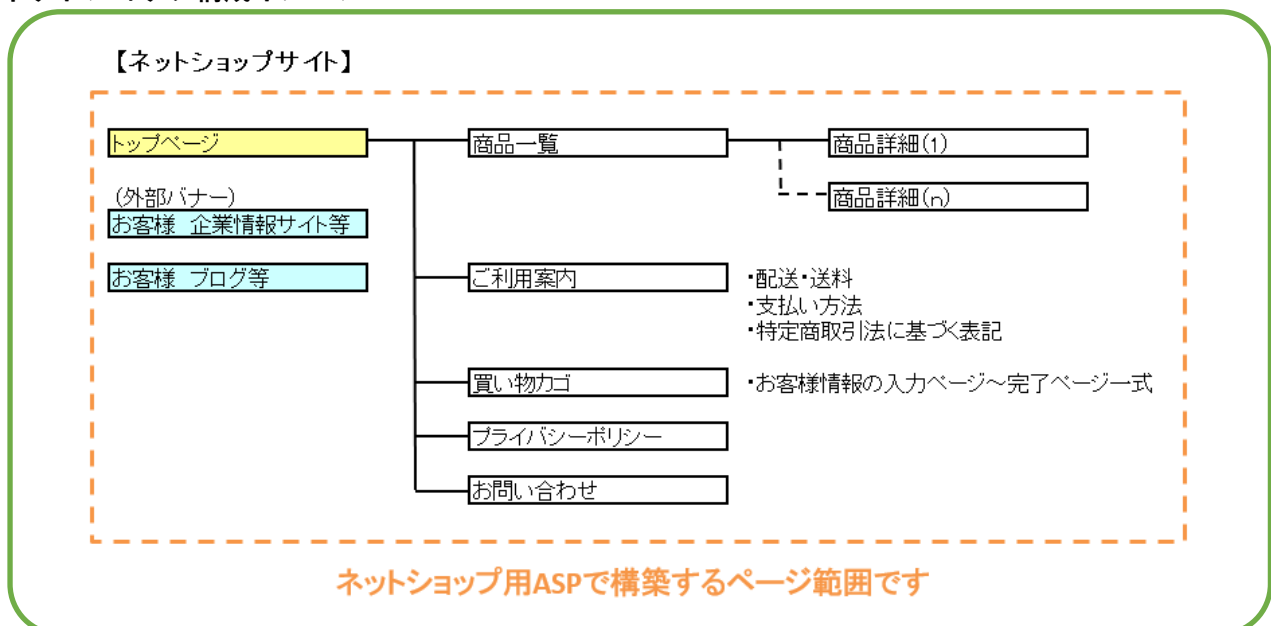 【ネットショップサイト】
トップページ
商品一覧
商品詳細(1)
(外部バナー)
商品詳細(n)
お客様 企業情報サイト等
お客様 ブログ等
ご利用案内
・配送・送料
・支払い方法
・特定商取引法に基づく表記
買い物カゴ
・お客様情報の入力ページ～完了ページ一式
プライバシーポリシー
お問い合わせ
ネットショップ用ASPで構築するページ範囲です